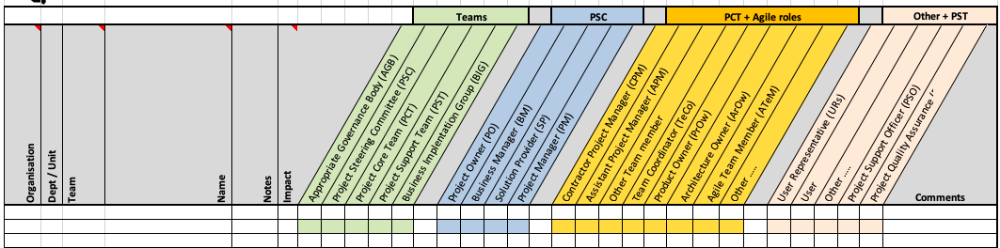 Teams
PSC
PCT + Agile roles
Other + PST
Organisation
Dept / Unit
Team
Name
Notes
Impact
Appropriate Governance Body (AGB)
Project Steering Committee (PSC)
Project Core Team (PCT)
Project Support Team (PST)
Business Implentation Group (BIG)
Project Owner (PO)
Business Manager (BM)
Solution Provider (SP)
Project Manager (PM)
Contractor Project Manager (CPM)
Assistant Project Manager (APM)
Other Team member
Team Coordinator (TeCo)
Product Owner (PrOw)
Architecture Owner (ArOw)
Agile Team Member (ATeM)
Other ....
User Representative (URs)
User
Other .....
Project Support Officer (PSO)
Project Quality Assurance
Comments